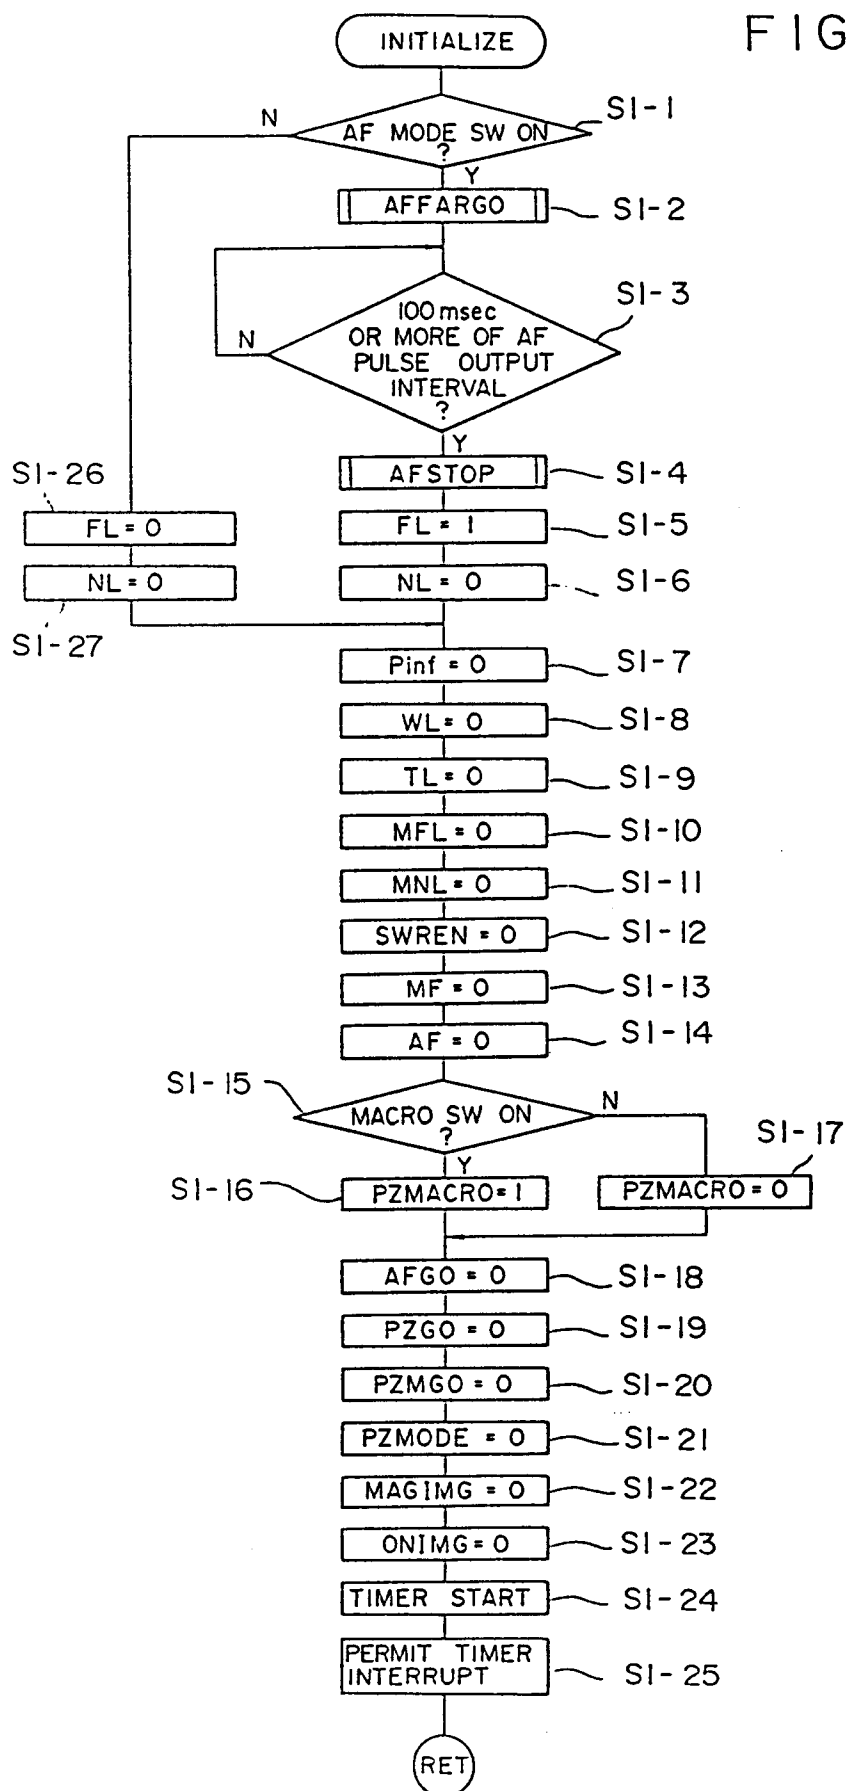 FIG
INITIALIZE
S1-1
N
AF MODE SW ON
?
Y
AFFARGO
S1-2
S1-3
100 msec
OR MORE OF AF
PULSE OUTPUT
INTERVAL
?
N
Y
S1-26
AFSTOP
S1-4
FL = 0
FL = 1
S1-5
NL = 0
NL = 0
S1-6
S1-27
Pinf = 0
S1-7
WL = 0
S1-8
TL = 0
S1-9
MFL = 0
S1-10
MNL = 0
S1-11
SWREN = 0
S1-12
MF = 0
S1-13
AF = 0
S1-14
S1-15
MACRO SW ON
?
N
Y
S1-17
S1-16
PZMACRO=1
PZMACRO = 0
AFGO = 0
S1-18
PZGO = 0
S1-19
PZMGO = 0
S1-20
PZMODE = 0
S1-21
MAGIMG = 0
S1-22
ONIMG = 0
S1-23
TIMER START
S1-24
PERMIT TIMER
INTERRUPT
S1-25
RET